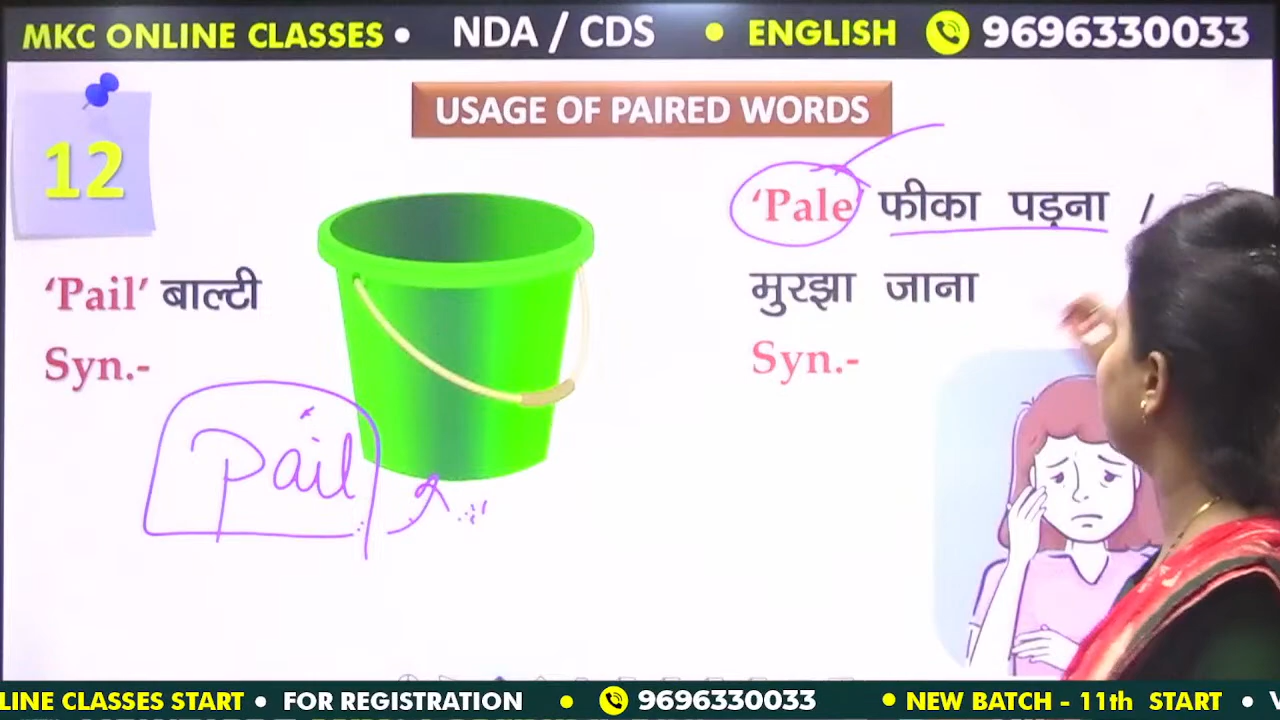 MKC ONLINE CLASSES • NDA / CDS • ENGLISH 9696330033
USAGE OF PAIRED WORDS
12
'Pail' बाल्टी
Syn.-
pail
'Pale' फीका पड़ना /
मुरझा जाना
Syn.-
LINE CLASSES START • FOR REGISTRATION • 9696330033 • NEW BATCH - 11th START •